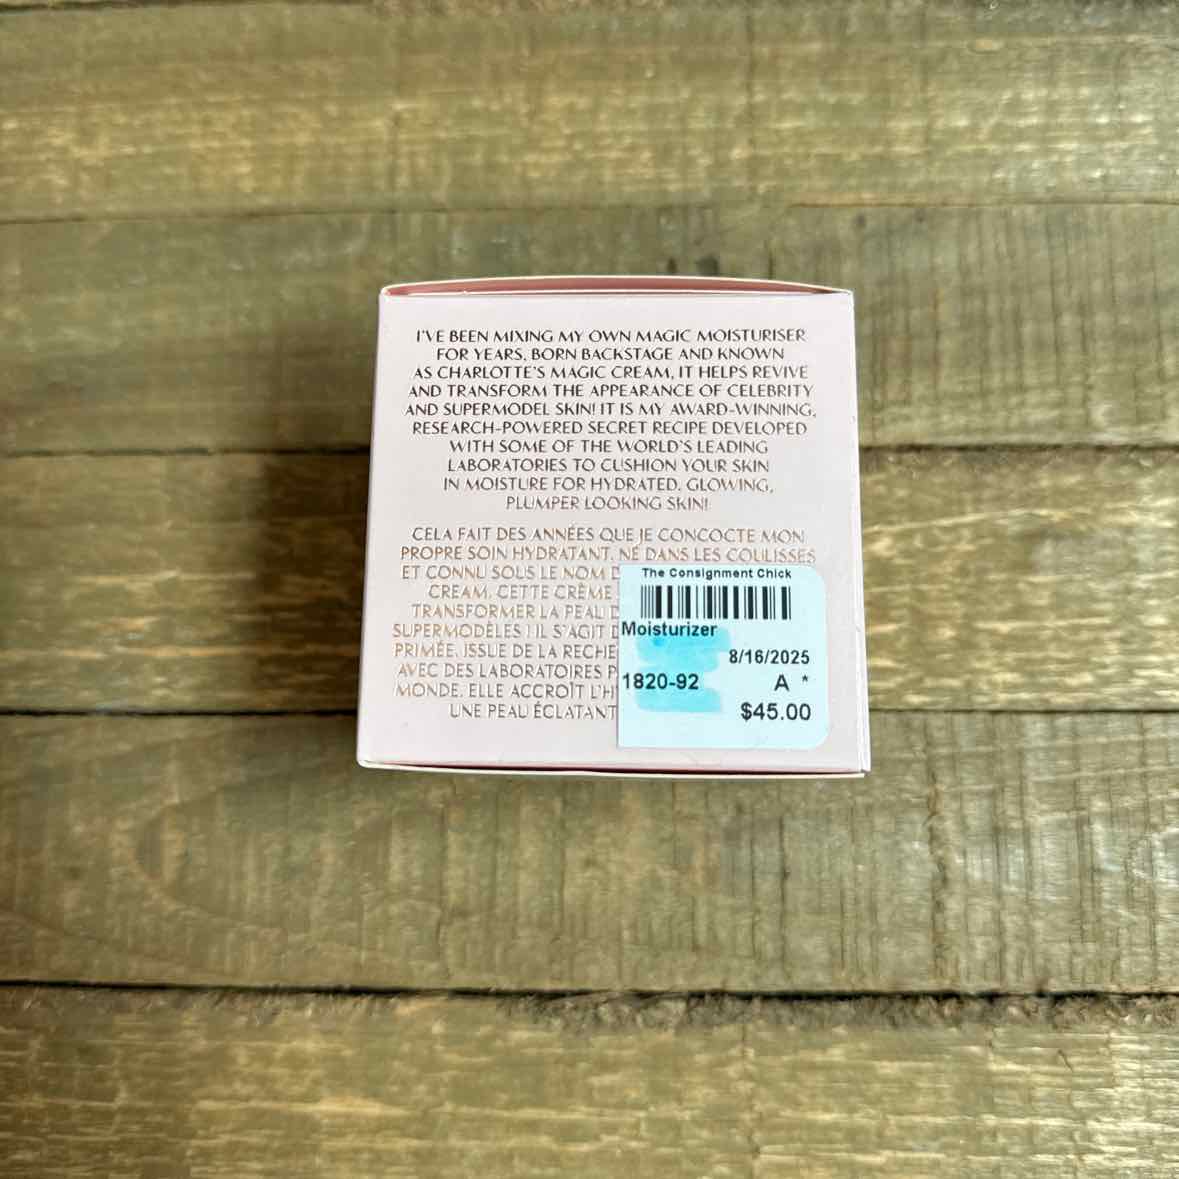 I'VE BEEN MIXING MY OWN MAGIC MOISTURISER
FOR YEARS, BORN BACKSTAGE AND KNOWN
AS CHARLOTTE'S MAGIC CREAM, IT HELPS REVIVE
AND TRANSFORM THE APPEARANCE OF CELEBRITY
AND SUPERMODEL SKIN! IT IS MY AWARD-WINNING,
RESEARCH-POWERED SECRET RECIPE DEVELOPED
WITH SOME OF THE WORLD'S LEADING
LABORATORIES TO CUSHION YOUR SKIN
IN MOISTURE FOR HYDRATED, GLOWING,
PLUMPER LOOKING SKIN!
CELA FAIT DES ANNÉES QUE JE CONCOCTE MON
PROPRE SOIN HYDRATANT. NÉ DANS LES COULISSES
ET CONNU SOUS LE NOM
CREAM, CETTE CRÈME
TRANSFORMER LA PEAU
SUPERMODÈLES ! IL S'AGIT
PRIMÉE, ISSUE DE LA
AVEC DES LABORATOIRES
MONDE. ELLE ACCROÎT
UNE PEAU
The Consignment Chick
Moisturizer
8/16/2025
1820-92 A *
$45.00